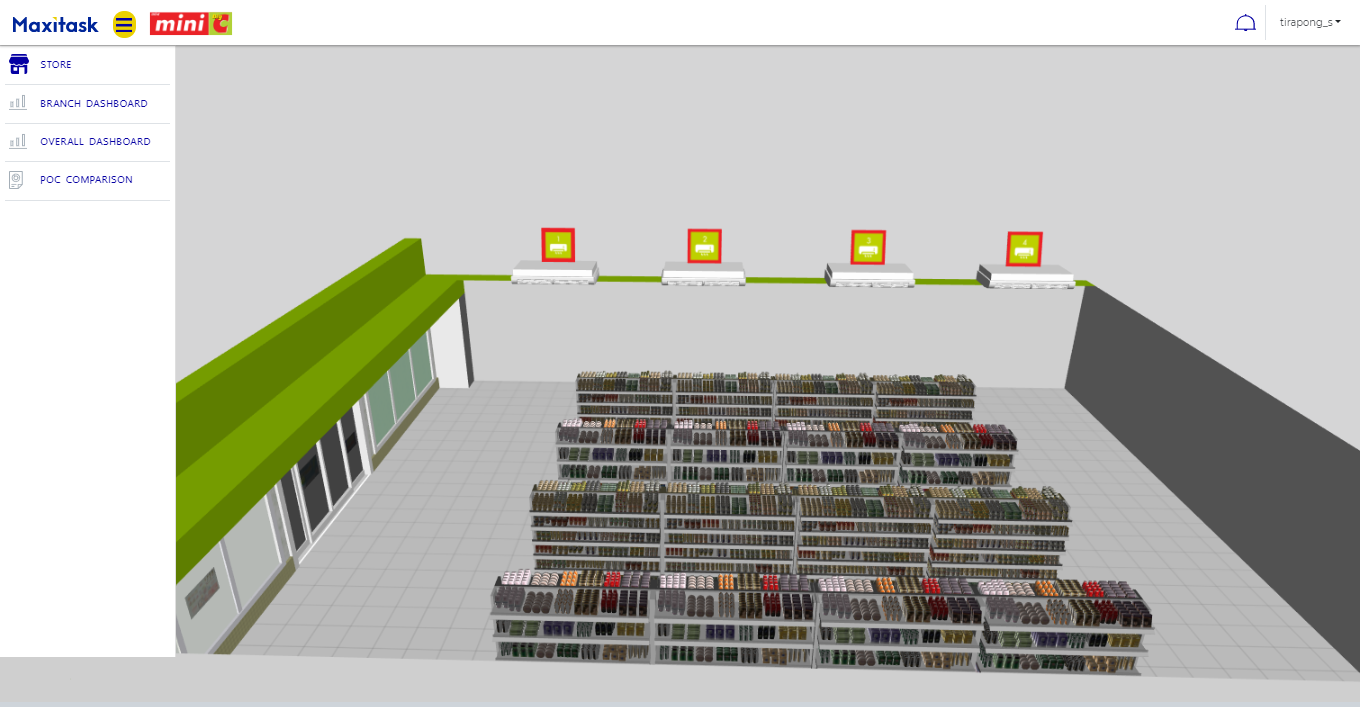 Maxitask
mini
C
tirapong_s
STORE
BRANCH DASHBOARD
OVERALL DASHBOARD
POC COMPARISON
1
2
3
4